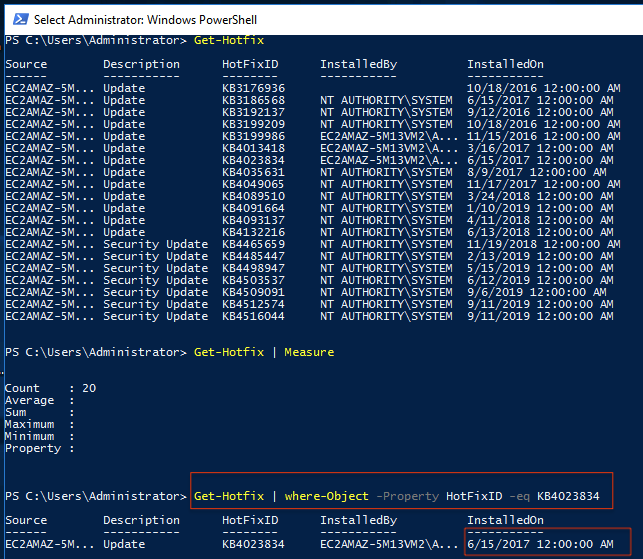 Select Administrator: Windows PowerShell
PS C:\Users\Administrator> Get-Hotfix
Source Description HotFixID InstalledBy InstalledOn
------ ----------- -------- ----------- -----------
EC2AMAZ-5M... Update KB3176936 10/18/2016 12:00:00 AM
EC2AMAZ-5M... Update KB3186568 NT AUTHORITY\SYSTEM 6/15/2017 12:00:00 AM
EC2AMAZ-5M... Update KB3192137 NT AUTHORITY\SYSTEM 9/12/2016 12:00:00 AM
EC2AMAZ-5M... Update KB3199209 NT AUTHORITY\SYSTEM 10/18/2016 12:00:00 AM
EC2AMAZ-5M... Update KB3199986 EC2AMAZ-5M13VM2\A... 11/15/2016 12:00:00 AM
EC2AMAZ-5M... Update KB4013418 EC2AMAZ-5M13VM2\A... 3/16/2017 12:00:00 AM
EC2AMAZ-5M... Update KB4023834 EC2AMAZ-5M13VM2\A... 6/15/2017 12:00:00 AM
EC2AMAZ-5M... Update KB4035631 NT AUTHORITY\SYSTEM 8/9/2017 12:00:00 AM
EC2AMAZ-5M... Update KB4049065 NT AUTHORITY\SYSTEM 11/17/2017 12:00:00 AM
EC2AMAZ-5M... Update KB4089510 NT AUTHORITY\SYSTEM 3/24/2018 12:00:00 AM
EC2AMAZ-5M... Update KB4091664 NT AUTHORITY\SYSTEM 1/10/2019 12:00:00 AM
EC2AMAZ-5M... Update KB4093137 NT AUTHORITY\SYSTEM 4/11/2018 12:00:00 AM
EC2AMAZ-5M... Update KB4132216 NT AUTHORITY\SYSTEM 6/13/2018 12:00:00 AM
EC2AMAZ-5M... Security Update KB4465659 NT AUTHORITY\SYSTEM 11/19/2018 12:00:00 AM
EC2AMAZ-5M... Security Update KB4485447 NT AUTHORITY\SYSTEM 2/13/2019 12:00:00 AM
EC2AMAZ-5M... Security Update KB4498947 NT AUTHORITY\SYSTEM 5/15/2019 12:00:00 AM
EC2AMAZ-5M... Security Update KB4503537 NT AUTHORITY\SYSTEM 6/12/2019 12:00:00 AM
EC2AMAZ-5M... Security Update KB4509091 NT AUTHORITY\SYSTEM 9/6/2019 12:00:00 AM
EC2AMAZ-5M... Security Update KB4512574 NT AUTHORITY\SYSTEM 9/11/2019 12:00:00 AM
EC2AMAZ-5M... Security Update KB4516044 NT AUTHORITY\SYSTEM 9/11/2019 12:00:00 AM
PS C:\Users\Administrator> Get-Hotfix | Measure
Count : 20
Average :
Sum :
Maximum :
Minimum :
Property :
PS C:\Users\Administrator> Get-Hotfix | where-Object -Property HotFixID -eq KB4023834
Source Description HotFixID InstalledBy InstalledOn
------ ----------- -------- ----------- -----------
EC2AMAZ-5M... Update KB4023834 EC2AMAZ-5M13VM2\A... 6/15/2017 12:00:00 AM